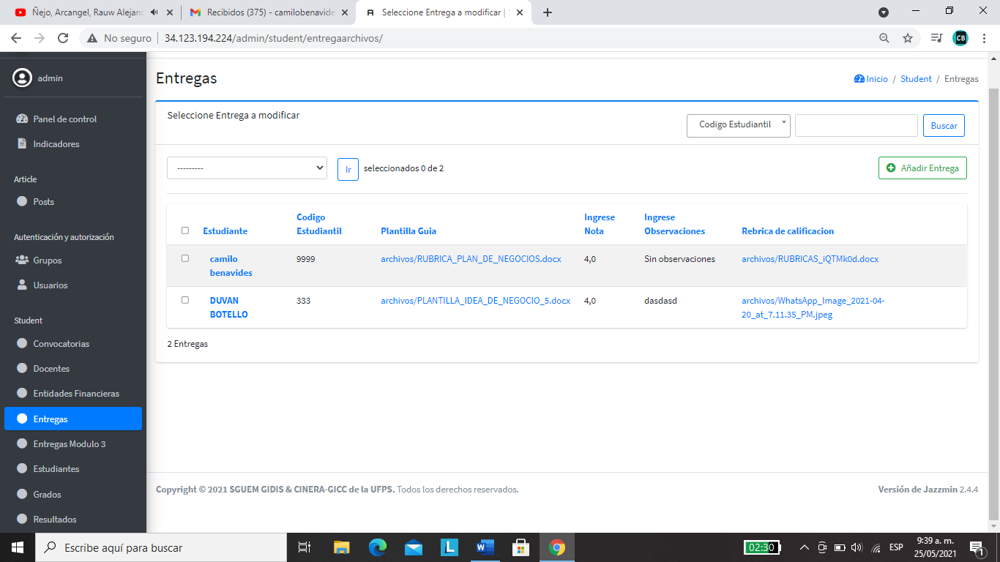 Ñejo, Arcangel, Rauw Alejand
Recibidos (375) - camilobenavide
Seleccione Entrega a modificar | S
No seguro
34.123.194.224/admin/student/entregaarchivos/
CB
admin
Panel de control
Indicadores
Article
Posts
Autenticación y autorización
Grupos
Usuarios
Student
Convocatorias
Docentes
Entidades Financieras
Entregas
Entregas Modulo 3
Estudiantes
Grados
Resultados
Entregas
Inicio / Student / Entregas
Seleccione Entrega a modificar
Codigo Estudiantil
Buscar
---------
Ir
seleccionados 0 de 2
Añadir Entrega
Estudiante
Codigo
Estudiantil
Plantilla Guia
Ingrese
Nota
Ingrese
Observaciones
Rebrica de calificacion
camilo
benavides
9999
archivos/RUBRICA_PLAN_DE_NEGOCIOS.docx
4,0
Sin observaciones
archivos/RUBRICAS_iQTMk0d.docx
DUVAN
BOTELLO
333
archivos/PLANTILLA_IDEA_DE_NEGOCIO_5.docx
4,0
dasdasd
archivos/WhatsApp_Image_2021-04-
20_at_7.11.35_PM.jpeg
2 Entregas
Copyright © 2021 SGUEM GIDIS & CINERA-GICC de la UFPS. Todos los derechos reservados.
Versión de Jazzmin 2.4.4
Escribe aquí para buscar
L
W
02:30
ESP
9:39 a. m.
25/05/2021
1